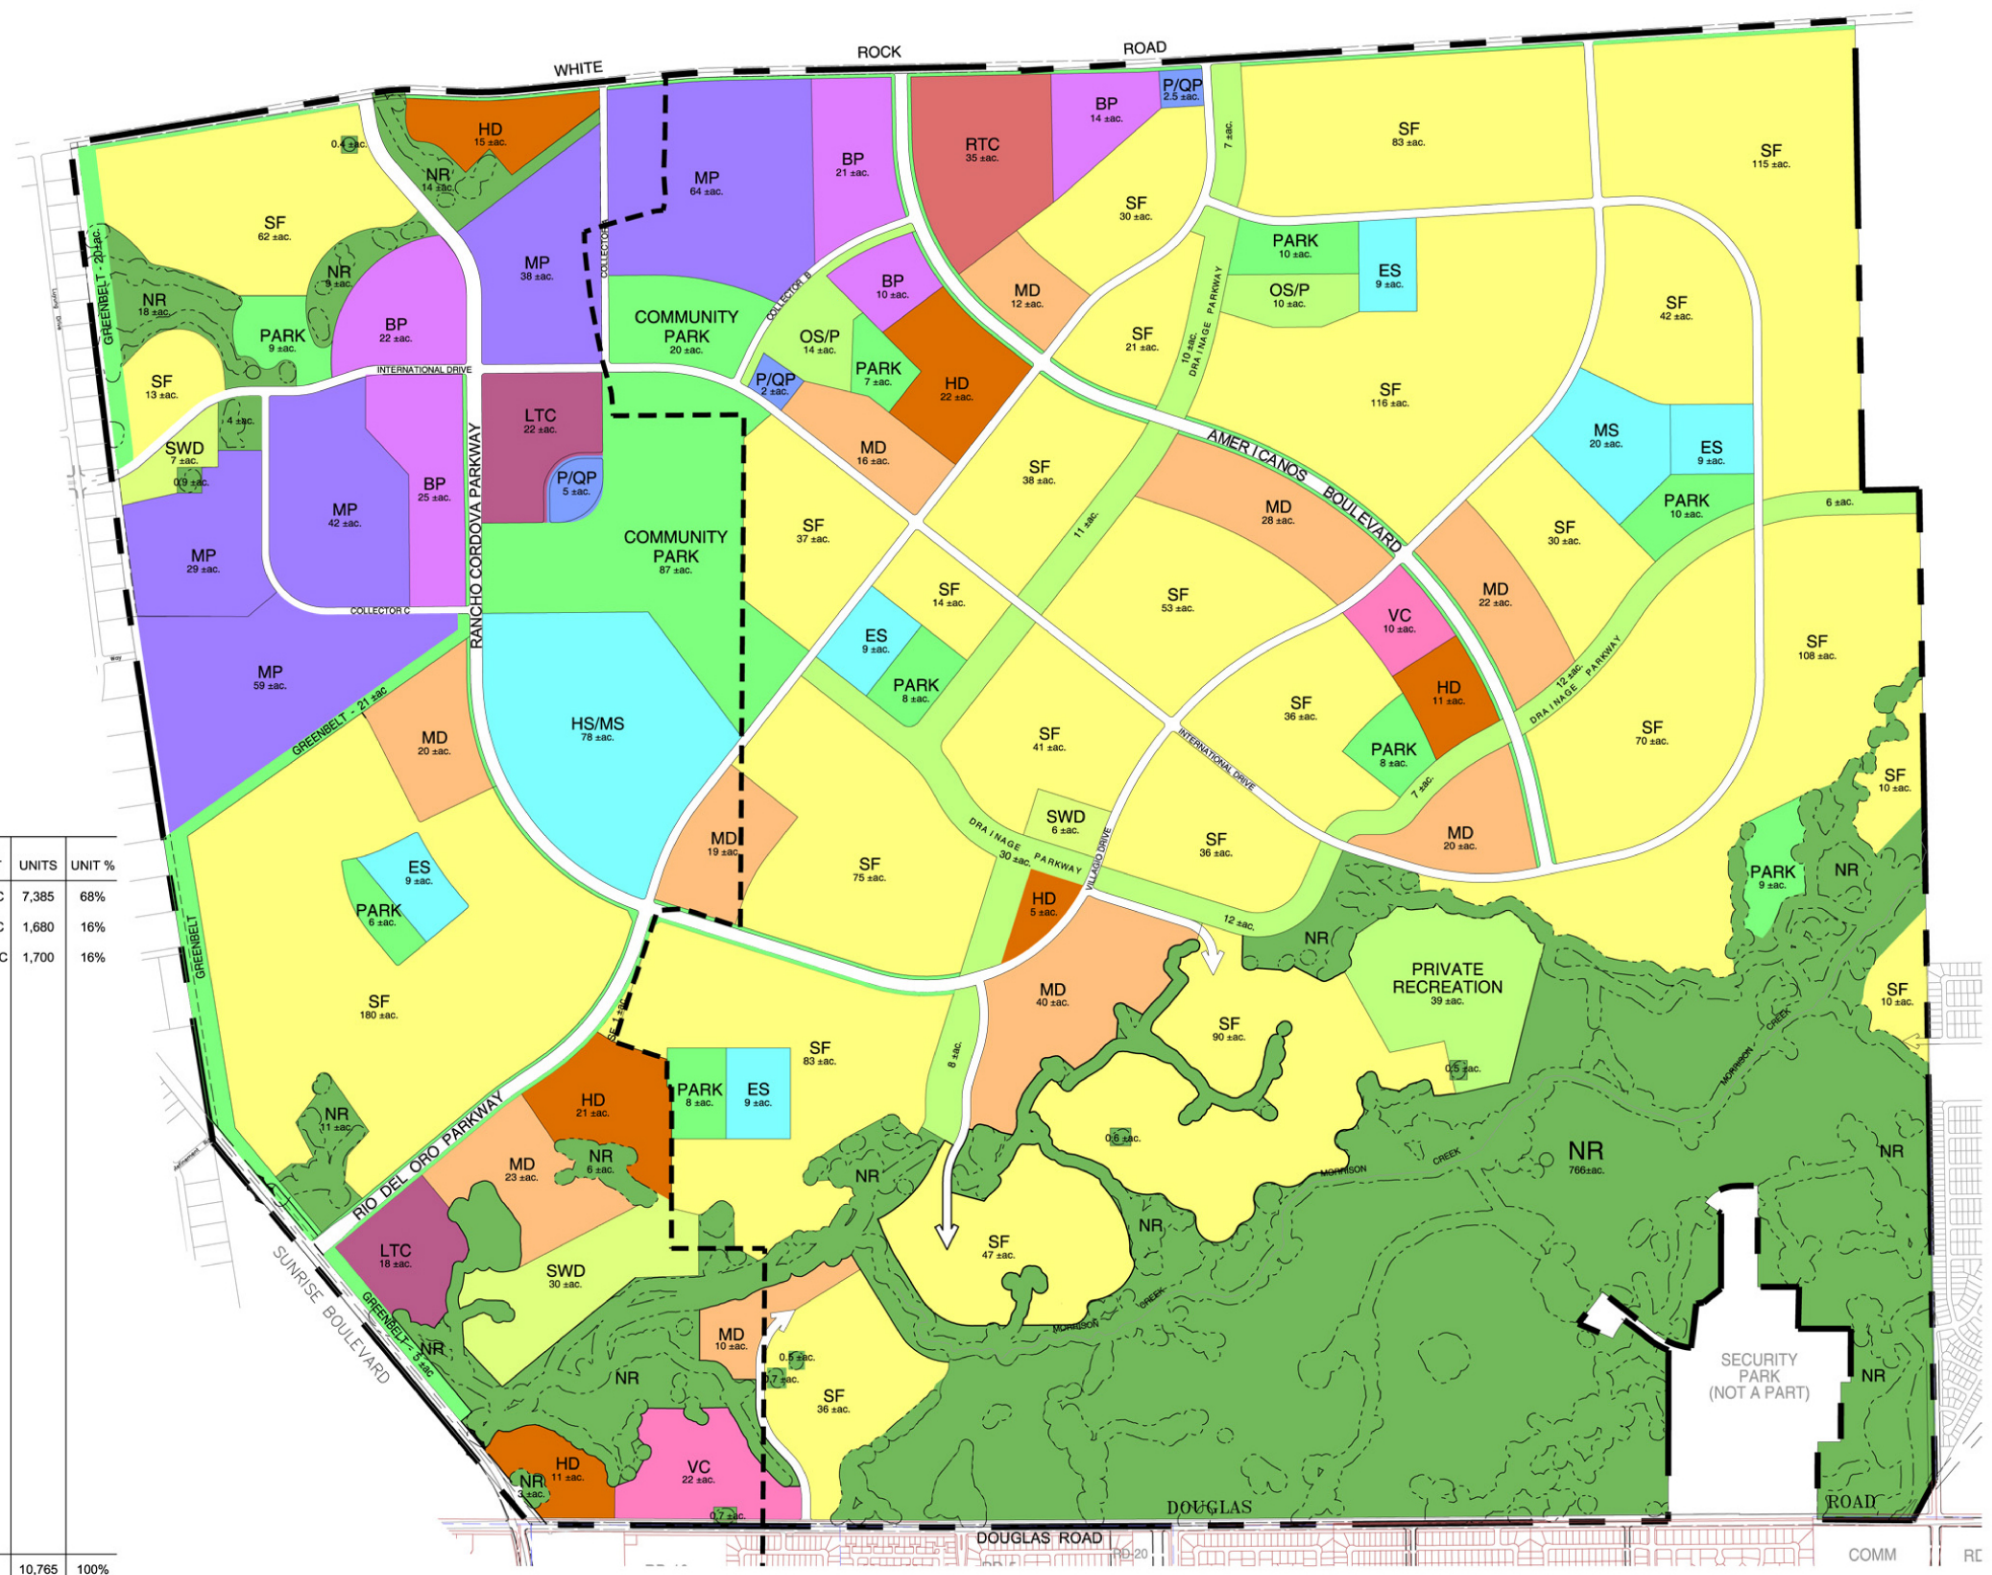 WHITE
ROCK
ROAD
HD
15 ±ac.
0.4 ±ac.
NR
14 ±ac.
SF
62 ±ac.
MP
38 ±ac.
MP
64 ±ac.
BP
21 ±ac.
RTC
35 ±ac.
BP
14 ±ac.
P/QP
2.5 ±ac.
7 ±ac.
SF
83 ±ac.
SF
115 ±ac.
SF
30 ±ac.
GREENBELT - 20±ac.
NR
18 ±ac.
NR
9 ±ac.
PARK
9 ±ac.
BP
22 ±ac.
COLLECTOR
COMMUNITY
PARK
20 ±ac.
COLLECTOR B
BP
10 ±ac.
OS/P
14 ±ac.
PARK
7 ±ac.
P/QP
2 ±ac.
HD
22 ±ac.
MD
12 ±ac.
SF
21 ±ac.
10 ±ac.
DRAINAGE PARKWAY
PARK
10 ±ac.
OS/P
10 ±ac.
ES
9 ±ac.
SF
42 ±ac.
SF
116 ±ac.
SF
13 ±ac.
INTERNATIONAL DRIVE
4 ±ac.
SWD
7 ±ac.
0.9 ±ac.
MP
42 ±ac.
BP
25 ±ac.
RANCHO CORDOVA PARKWAY
LTC
22 ±ac.
P/QP
5 ±ac.
MD
16 ±ac.
SF
38 ±ac.
AMERICANOS BOULEVARD
MS
20 ±ac.
ES
9 ±ac.
PARK
10 ±ac.
6 ±ac.
MP
29 ±ac.
COMMUNITY
PARK
87 ±ac.
SF
37 ±ac.
11 ±ac.
MD
28 ±ac.
SF
30 ±ac.
COLLECTOR C
SF
14 ±ac.
SF
53 ±ac.
MD
22 ±ac.
VC
10 ±ac.
MP
59 ±ac.
ES
9 ±ac.
PARK
8 ±ac.
12 ±ac.
DRAINAGE PARKWAY
SF
108 ±ac.
GREENBELT - 21 ±ac
MD
20 ±ac.
HS/MS
78 ±ac.
SF
41 ±ac.
SF
36 ±ac.
HD
11 ±ac.
SF
70 ±ac.
PARK
8 ±ac.
INTERNATIONAL DRIVE
7 ±ac.
SF
10 ±ac.
SWD
6 ±ac.
MD
19 ±ac.
DRAINAGE PARKWAY
30 ±ac.
VILLAGIO DRIVE
SF
36 ±ac.
MD
20 ±ac.
UNITS
UNIT %
7,385
68%
1,680
16%
1,700
16%
ES
9 ±ac.
PARK
6 ±ac.
SF
75 ±ac.
HD
5 ±ac.
12 ±ac.
PARK
9 ±ac.
NR
GREENBELT
NR
SF
180 ±ac.
SF 1 ±ac.
MD
40 ±ac.
PRIVATE
RECREATION
39 ±ac.
SF
10 ±ac.
SF
90 ±ac.
CREEK
MORRISON
SF
83 ±ac.
8 ±ac.
0.5 ±ac.
PARK
8 ±ac.
ES
9 ±ac.
NR
11 ±ac.
HD
21 ±ac.
RIO DEL ORO PARKWAY
0.6 ±ac.
NR
6 ±ac.
MD
23 ±ac.
NR
MORRISON
CREEK
NR
766±ac.
NR
NR
LTC
18 ±ac.
SUNRISE BOULEVARD
SWD
30 ±ac.
SF
47 ±ac.
MORRISON
CREEK
GREENBELT - 5 ±ac
NR
MD
10 ±ac.
0.5 ±ac.
0.7 ±ac.
NR
SF
36 ±ac.
SECURITY
PARK
(NOT A PART)
NR
HD
11 ±ac.
NR
3 ±ac.
VC
22 ±ac.
0.7 ±ac.
DOUGLAS
ROAD
DOUGLAS ROAD
RD-20
COMM
10,765
100%